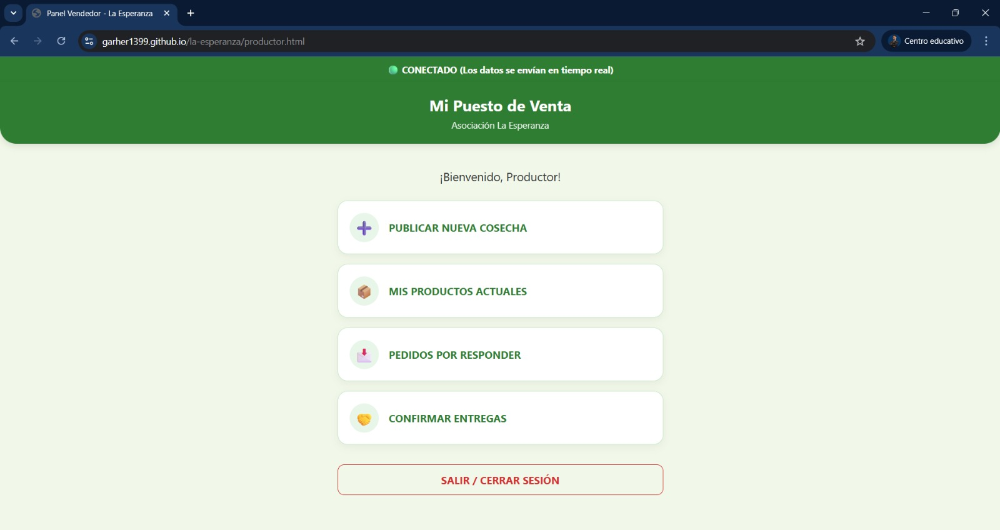 Panel Vendedor - La Esperanza
garher1399.github.io/la-esperanza/productor.html
Centro educativo
CONECTADO (Los datos se envían en tiempo real)
Mi Puesto de Venta
Asociación La Esperanza
¡Bienvenido, Productor!
PUBLICAR NUEVA COSECHA
MIS PRODUCTOS ACTUALES
PEDIDOS POR RESPONDER
CONFIRMAR ENTREGAS
SALIR / CERRAR SESIÓN